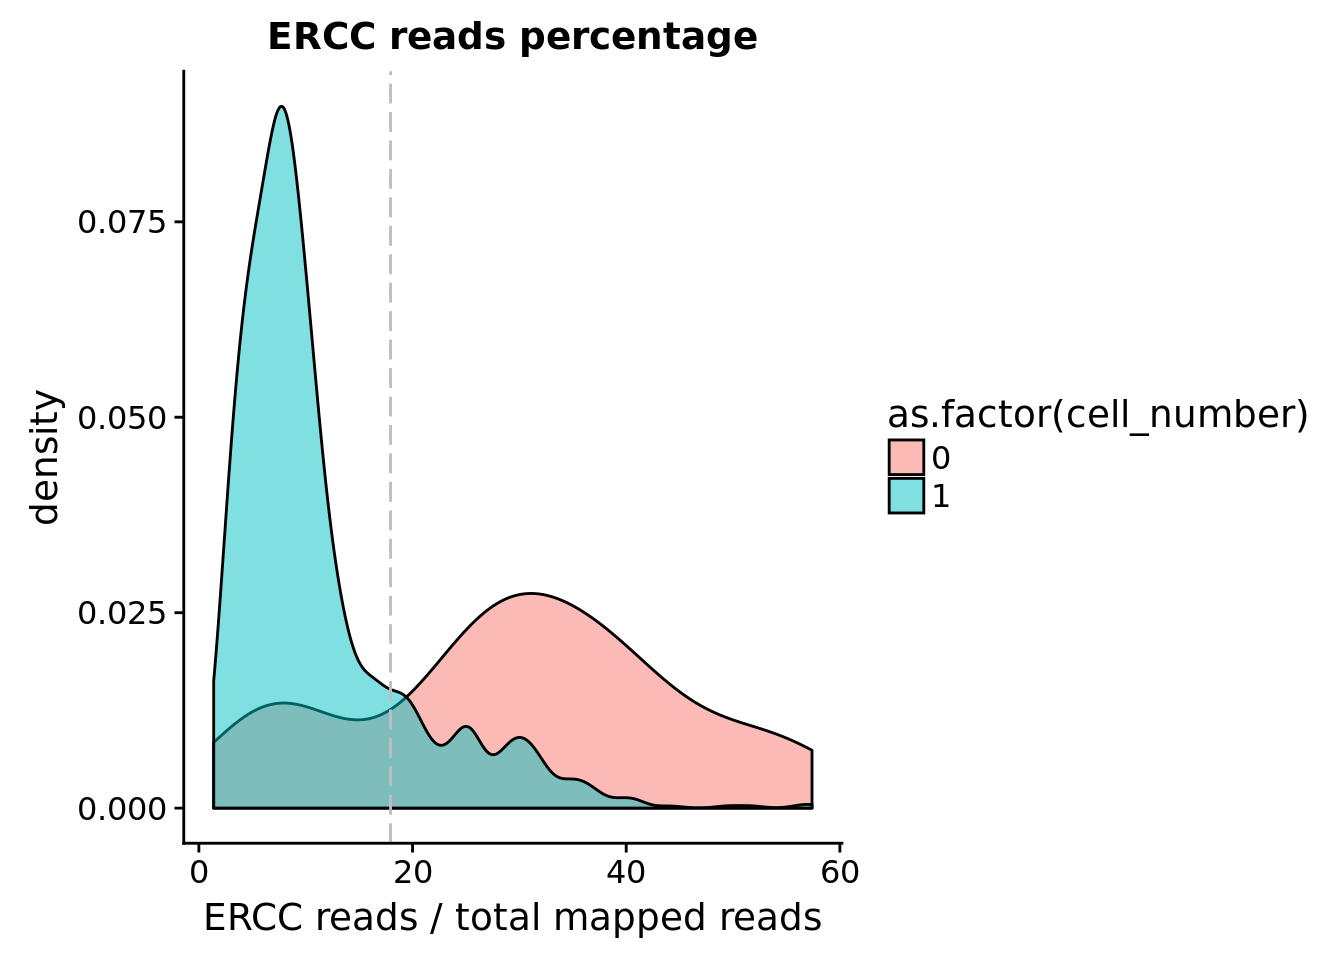 ERCC reads percentage
density
0.075
0.050
0.025
0.000
0 20 40 60
ERCC reads / total mapped reads
as.factor(cell_number)
0
1